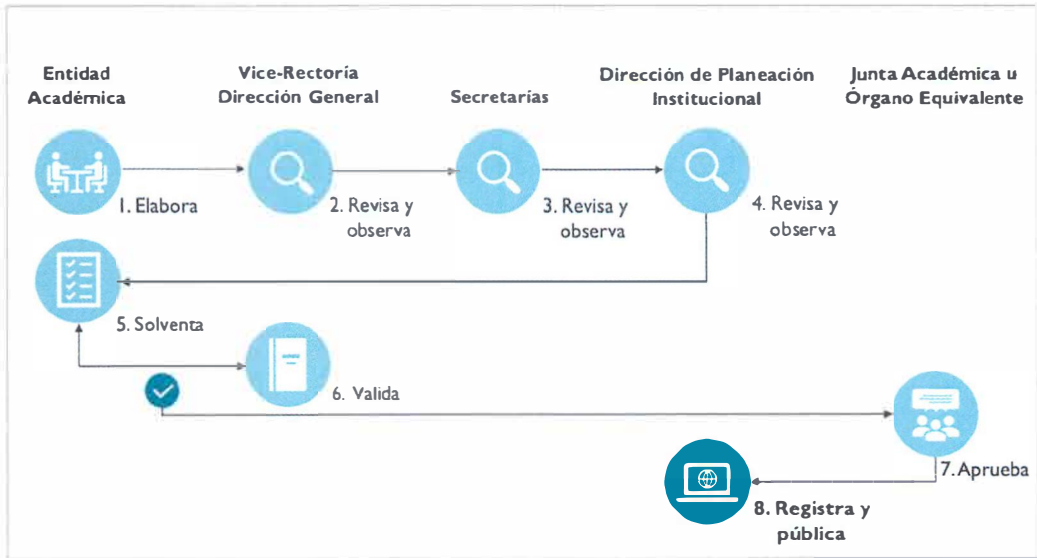 Entidad
Académica
Vice-Rectoría
Dirección General
Secretarías
Dirección de Planeación
Institucional
Junta Académica u
Órgano Equivalente
1. Elabora
2. Revisa y
observa
3. Revisa y
observa
4. Revisa y
observa
5. Solventa
6. Valida
7. Aprueba
8. Registra y
pública